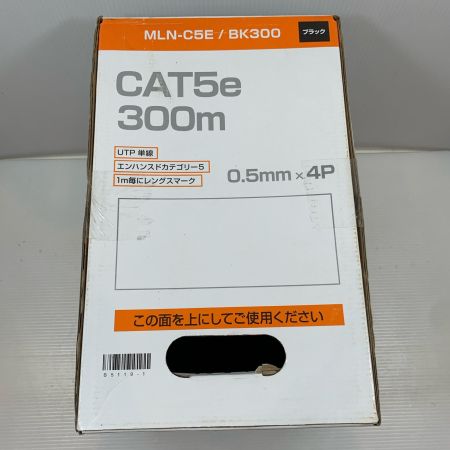 MLN-C5E / BK300 ブラック
CAT5e
300m
UTP 単線
エンハンスドカテゴリー5
1m毎にレングスマーク
0.5mm×4P
この面を上にしてご使用ください
S5119-1